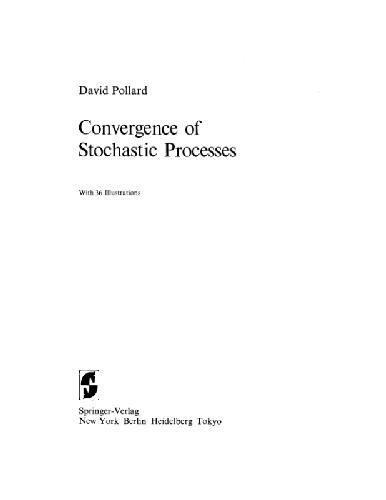 David Pollard
Convergence of
Stochastic Processes
With 36 Illustrations
Springer-Verlag
New York Berlin Heidelberg Tokyo